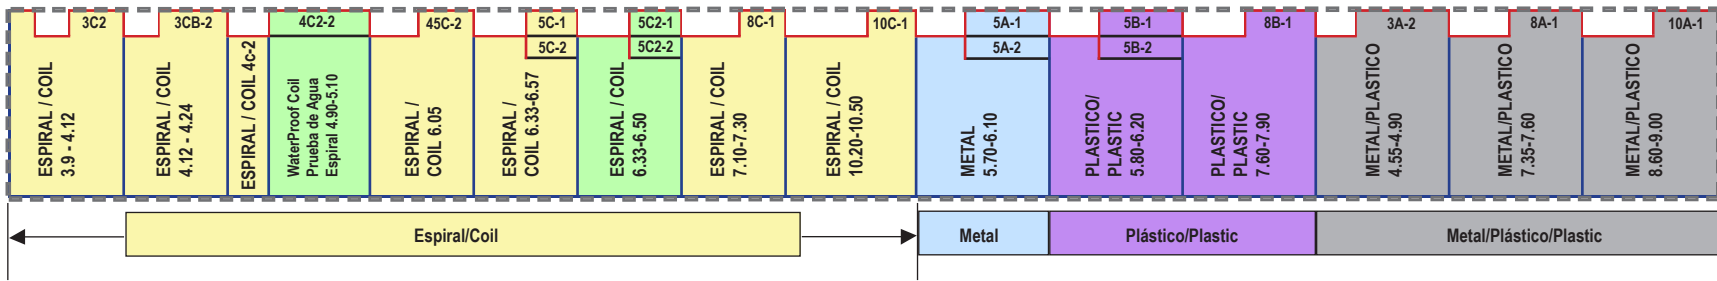 3C2
3CB-2
4C2-2
45C-2
5C-1
5C2-1
8C-1
10C-1
5A-1
5B-1
8B-1
3A-2
8A-1
10A-1
5C-2
5C2-2
5A-2
5B-2
ESPIRAL / COIL
3.9 - 4.12
ESPIRAL / COIL
4.12 - 4.24
ESPIRAL / COIL 4c-2
WaterProof Coil
Prueba de Agua
Espiral 4.90-5.10
ESPIRAL /
COIL 6.05
ESPIRAL /
COIL 6.33-6.57
ESPIRAL / COIL
6.33-6.50
ESPIRAL / COIL
7.10-7.30
ESPIRAL / COIL
10.20-10.50
METAL
5.70-6.10
PLASTICO/
PLASTIC
5.80-6.20
PLASTICO/
PLASTIC
7.60-7.90
METAL/PLASTICO
4.55-4.90
METAL/PLASTICO
7.35-7.60
METAL/PLASTICO
8.60-9.00
Espiral/Coil
Metal
Plástico/Plastic
Metal/Plástico/Plastic